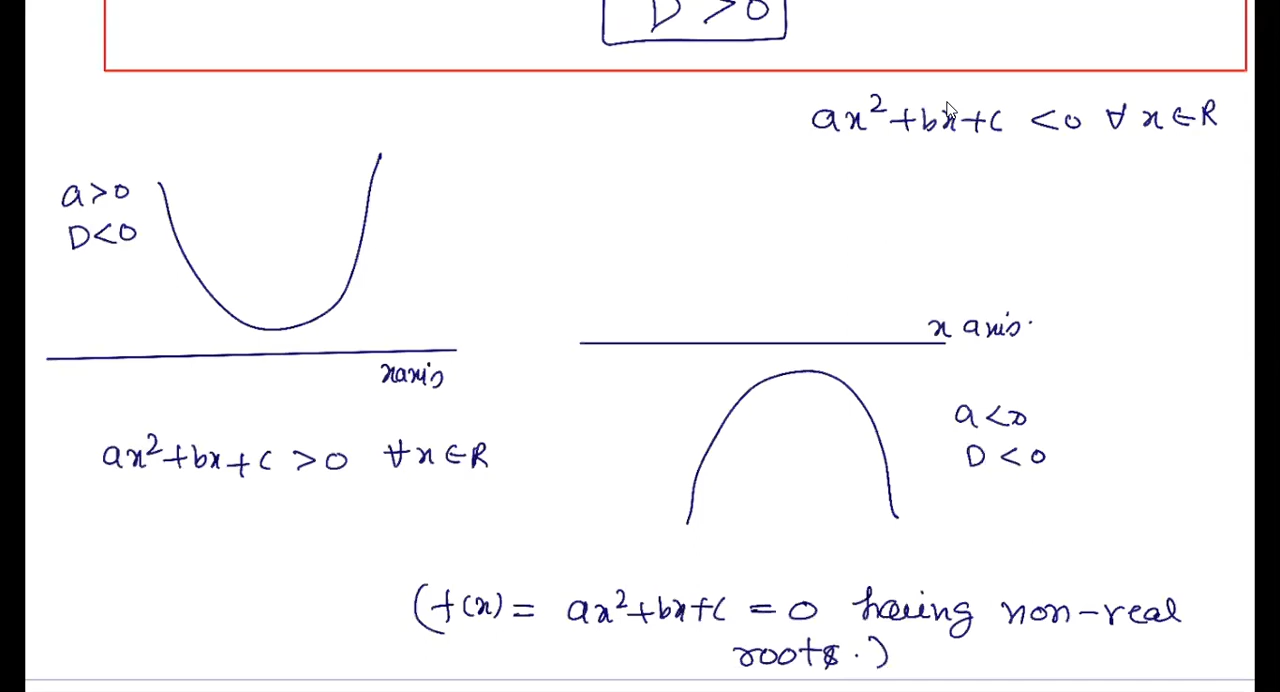 D > 0
ax²+bx+c <0 ∀ x∈R
a>0
D<0
x axis.
xaxis
a<0
D<0
ax²+bx+c >0 ∀x∈R
(f(x) = ax²+bx+c = 0 having non-real
roots.)